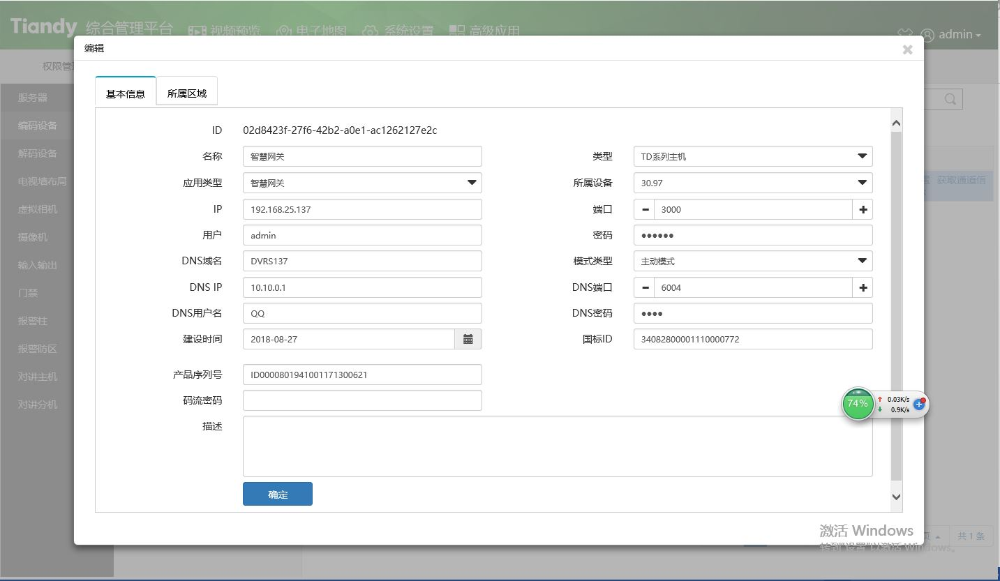 Tiandy 综合管理平台 视频预览 电子地图 系统设置 高级应用 admin
编辑
权限管
基本信息 所属区域
服务器
编码设备
解码设备
电视墙布局
虚拟相机
摄像机
输入输出
门禁
报警柱
报警防区
对讲主机
对讲分机
ID 02d8423f-27f6-42b2-a0e1-ac1262127e2c
名称 智慧网关 类型 TD系列主机
应用类型 智慧网关 所属设备 30.97
IP 192.168.25.137 端口 − 3000 +
用户 admin 密码 ●●●●●●
DNS域名 DVRS137 模式类型 主动模式
DNS IP 10.10.0.1 DNS端口 − 6004 +
DNS用户名 QQ DNS密码 ●●●●
建设时间 2018-08-27 国标ID 34082800001110000772
产品序列号 ID0000801941001171300621
码流密码
描述
确定
获取通道信
74% ↑ 0.03K/s
↓ 0.9K/s
激活 Windows
转到"设置"以激活 Windows。
页 共 1 条